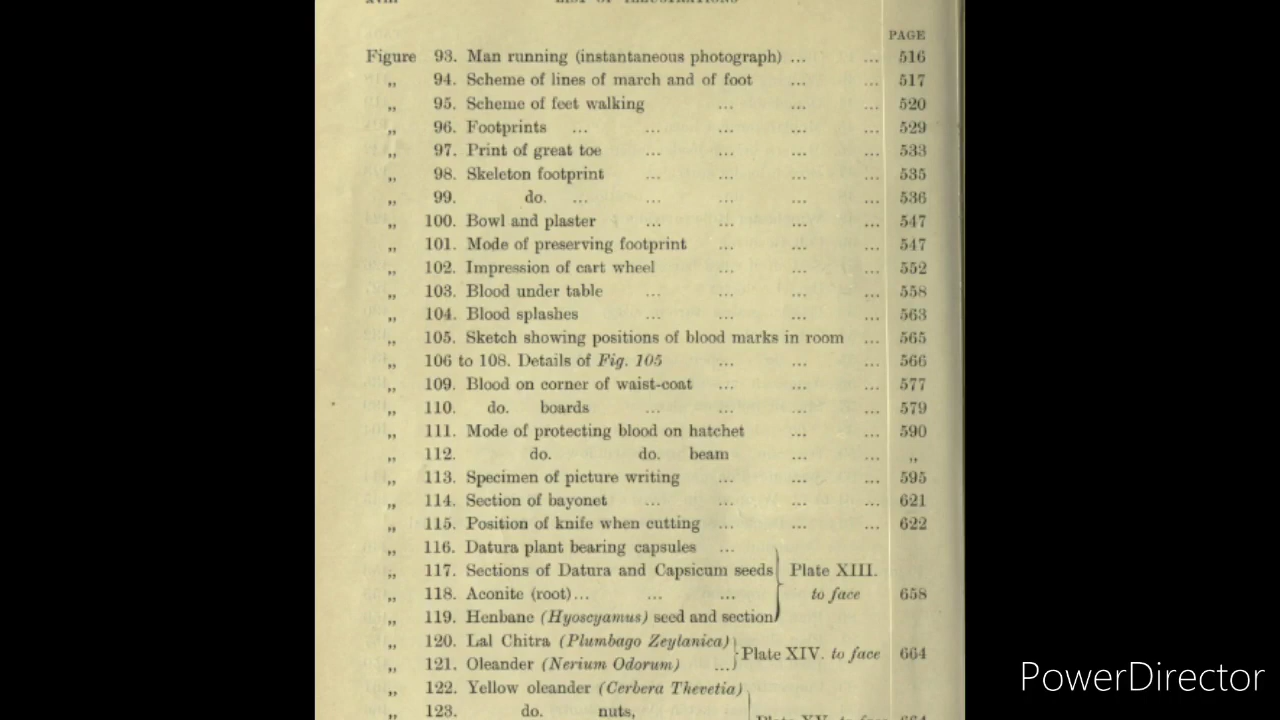 xviii LIST OF ILLUSTRATIONS
PAGE
Figure 93. Man running (instantaneous photograph) ... ... 516
„ 94. Scheme of lines of march and of foot ... ... 517
„ 95. Scheme of feet walking ... ... ... 520
„ 96. Footprints ... ... ... ... ... 529
„ 97. Print of great toe ... ... ... ... 533
„ 98. Skeleton footprint ... ... ... ... 535
„ 99. do. ... ... ... ... ... 536
„ 100. Bowl and plaster ... ... ... ... 547
„ 101. Mode of preserving footprint ... ... ... 547
„ 102. Impression of cart wheel ... ... ... 552
„ 103. Blood under table ... ... ... ... 558
„ 104. Blood splashes ... ... ... ... 563
„ 105. Sketch showing positions of blood marks in room ... 565
„ 106 to 108. Details of Fig. 105 ... ... ... 566
„ 109. Blood on corner of waist-coat ... ... ... 577
„ 110. do. boards ... ... ... ... 579
„ 111. Mode of protecting blood on hatchet ... ... 590
„ 112. do. do. beam ... ... „
„ 113. Specimen of picture writing ... ... ... 595
„ 114. Section of bayonet ... ... ... ... 621
„ 115. Position of knife when cutting ... ... ... 622
„ 116. Datura plant bearing capsules ...
„ 117. Sections of Datura and Capsicum seeds Plate XIII.
„ 118. Aconite (root)... ... ... to face 658
„ 119. Henbane (Hyoscyamus) seed and section
„ 120. Lal Chitra (Plumbago Zeylanica)
Plate XIV. to face 664
„ 121. Oleander (Nerium Odorum) ...
„ 122. Yellow oleander (Cerbera Thevetia)
„ 123. do. nuts,
Plate XV. to face 664
PowerDirector